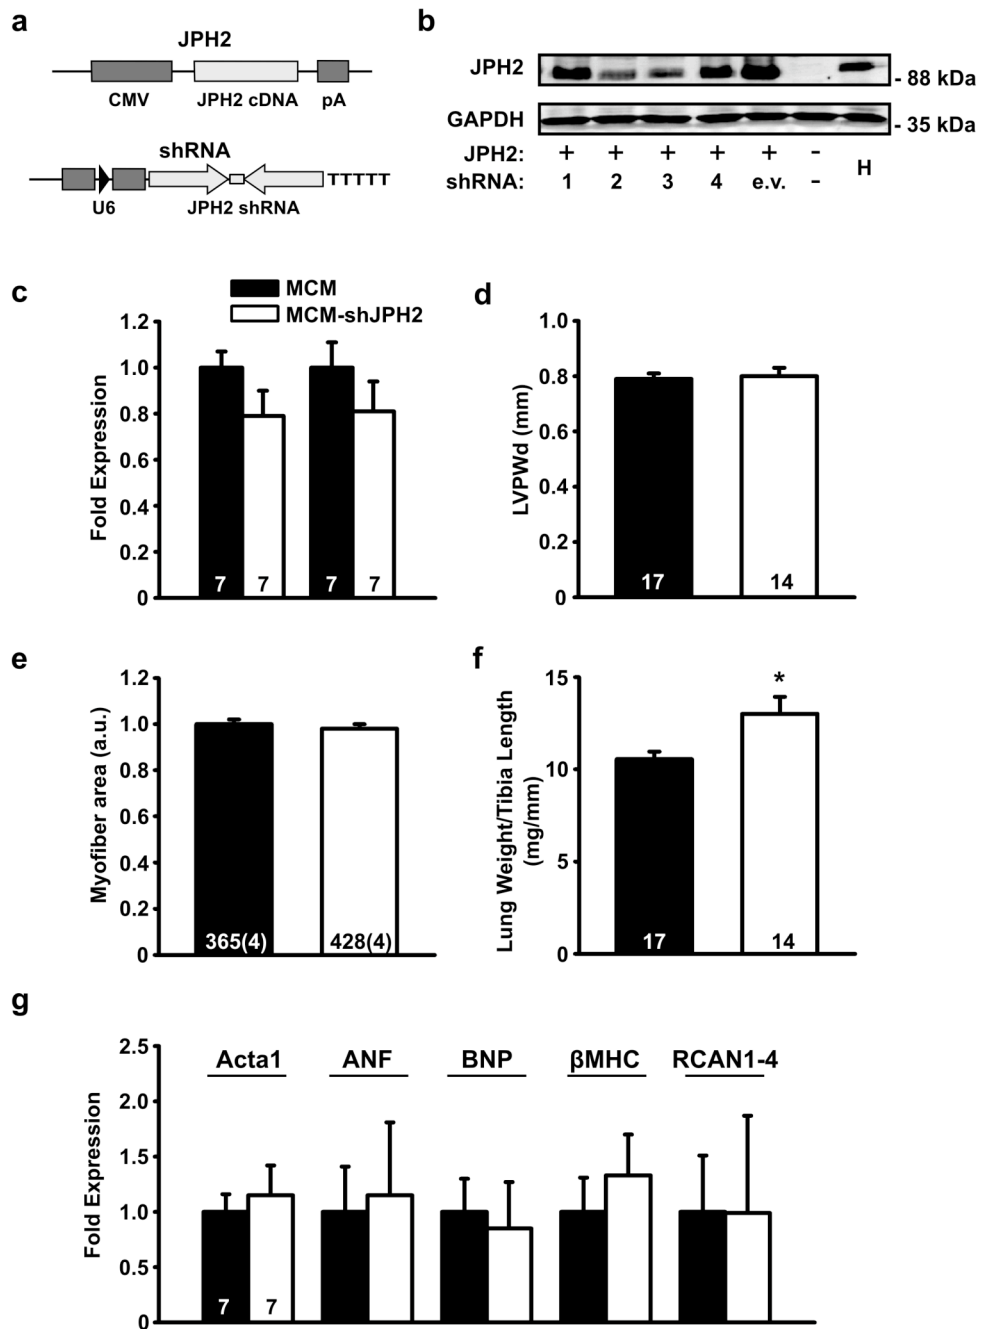 a
JPH2
CMV
JPH2 cDNA
pA
shRNA
TTTTT
U6
JPH2 shRNA
b
JPH2
- 88 kDa
GAPDH
- 35 kDa
JPH2: + + + + + - H
shRNA: 1 2 3 4 e.v. -
c
MCM
MCM-shJPH2
Fold Expression
1.2
1.0
0.8
0.6
0.4
0.2
0
7 7 7 7
d
LVPWd (mm)
1.0
0.8
0.6
0.4
0.2
0
17 14
e
Myofiber area (a.u.)
1.2
1.0
0.8
0.6
0.4
0.2
0
365(4) 428(4)
f
Lung Weight/Tibia Length
(mg/mm)
15
10
5
0
*
17 14
g
Fold Expression
2.5
2.0
1.5
1.0
0.5
0
Acta1 ANF BNP βMHC RCAN1-4
7 7